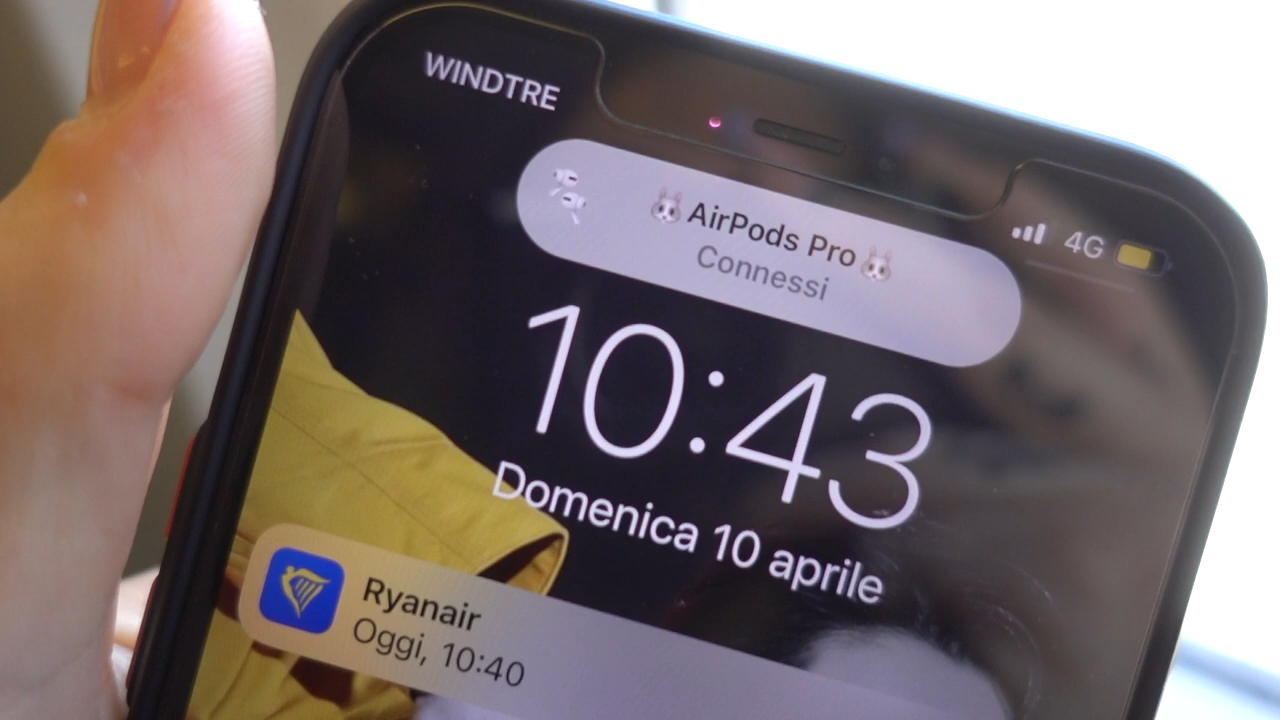 WINDTRE
🐰AirPods Pro🐰
Connessi
4G
10:43
Domenica 10 aprile
Ryanair
Oggi, 10:40